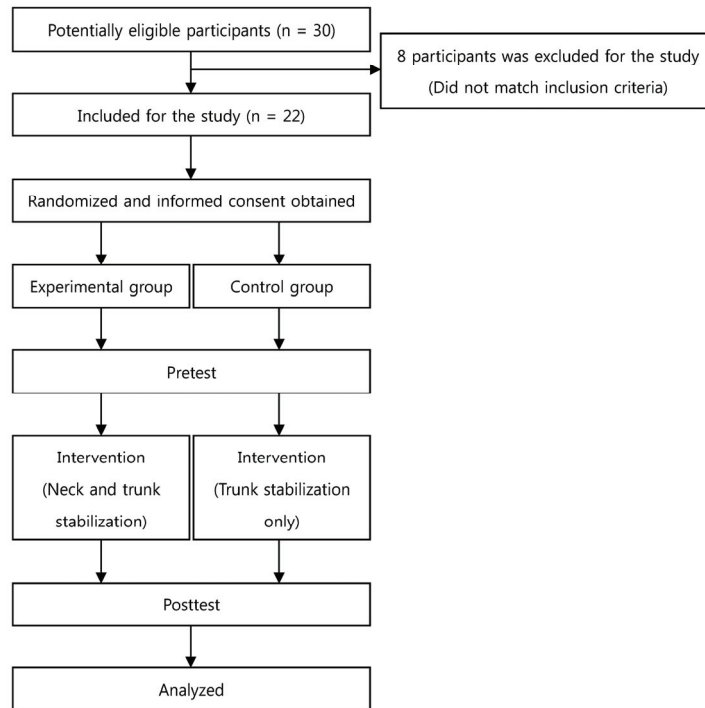 Potentially eligible participants (n = 30)
8 participants was excluded for the study
(Did not match inclusion criteria)
Included for the study (n = 22)
Randomized and informed consent obtained
Experimental group
Control group
Pretest
Intervention
(Neck and trunk
stabilization)
Intervention
(Trunk stabilization
only)
Posttest
Analyzed